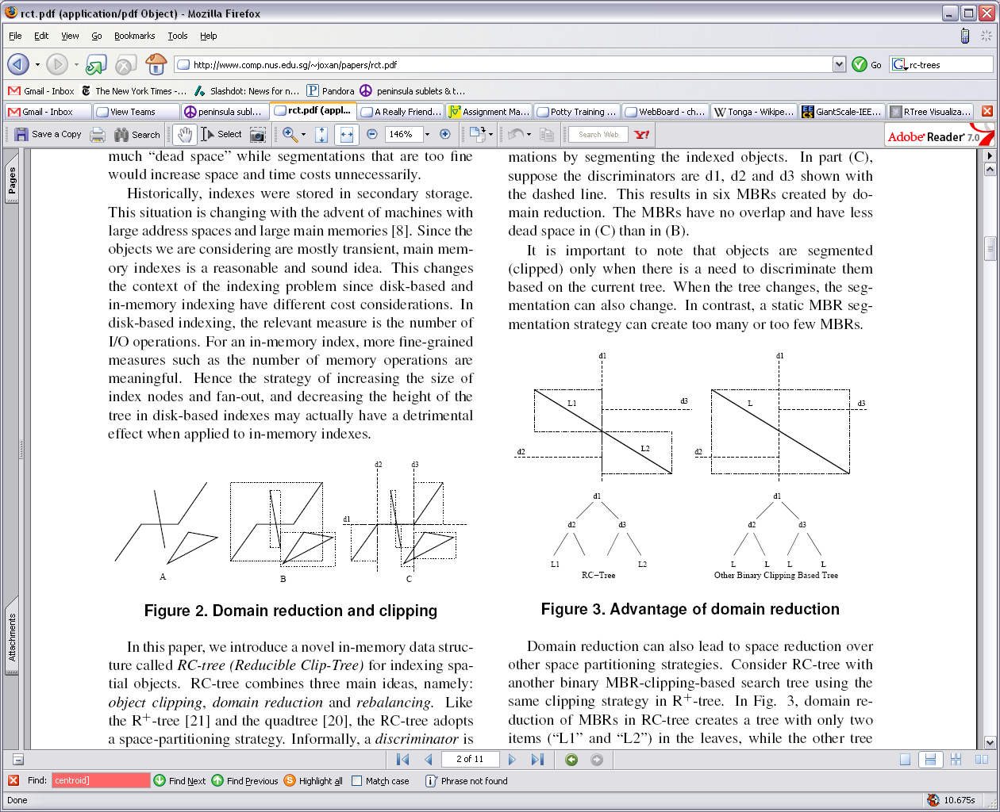 rct.pdf (application/pdf Object) - Mozilla Firefox
File Edit View Go Bookmarks Tools Help
http://www.comp.nus.edu.sg/~joxan/papers/rct.pdf Go rc-trees
Gmail - Inbox The New York Times -... Slashdot: News for n... Pandora peninsula sublets & t...
Gmail - Inbox View Teams peninsula subl... rct.pdf (appl... A Really Friend... Assignment Ma... Potty Training ... WebBoard - ch... Tonga - Wikipe... GiantScale-IEE... RTree Visualiza...
Save a Copy Search Select 146% Search Web Y! Adobe Reader 7.0
Pages
Attachments
much “dead space” while segmentations that are too fine
would increase space and time costs unnecessarily.
Historically, indexes were stored in secondary storage.
This situation is changing with the advent of machines with
large address spaces and large main memories [8]. Since the
objects we are considering are mostly transient, main mem-
ory indexes is a reasonable and sound idea. This changes
the context of the indexing problem since disk-based and
in-memory indexing have different cost considerations. In
disk-based indexing, the relevant measure is the number of
I/O operations. For an in-memory index, more fine-grained
measures such as the number of memory operations are
meaningful. Hence the strategy of increasing the size of
index nodes and fan-out, and decreasing the height of the
tree in disk-based indexes may actually have a detrimental
effect when applied to in-memory indexes.
d2 d3
d1
A B C
Figure 2. Domain reduction and clipping
In this paper, we introduce a novel in-memory data struc-
ture called RC-tree (Reducible Clip-Tree) for indexing spa-
tial objects. RC-tree combines three main ideas, namely:
object clipping, domain reduction and rebalancing. Like
the R+-tree [21] and the quadtree [20], the RC-tree adopts
a space-partitioning strategy. Informally, a discriminator is
mations by segmenting the indexed objects. In part (C),
suppose the discriminators are d1, d2 and d3 shown with
the dashed line. This results in six MBRs created by do-
main reduction. The MBRs have no overlap and have less
dead space in (C) than in (B).
It is important to note that objects are segmented
(clipped) only when there is a need to discriminate them
based on the current tree. When the tree changes, the seg-
mentation can also change. In contrast, a static MBR seg-
mentation strategy can create too many or too few MBRs.
d1 d1
L1 d3 L d3
d2 L2 d2
d1 d1
d2 d3 d2 d3
L1 L2 L L L L
RC-Tree Other Binary Clipping Based Tree
Figure 3. Advantage of domain reduction
Domain reduction can also lead to space reduction over
other space partitioning strategies. Consider RC-tree with
another binary MBR-clipping-based search tree using the
same clipping strategy in R+-tree. In Fig. 3, domain re-
duction of MBRs in RC-tree creates a tree with only two
items (“L1” and “L2”) in the leaves, while the other tree
2 of 11
Find: centroid] Find Next Find Previous Highlight all Match case Phrase not found
Done 10.675s